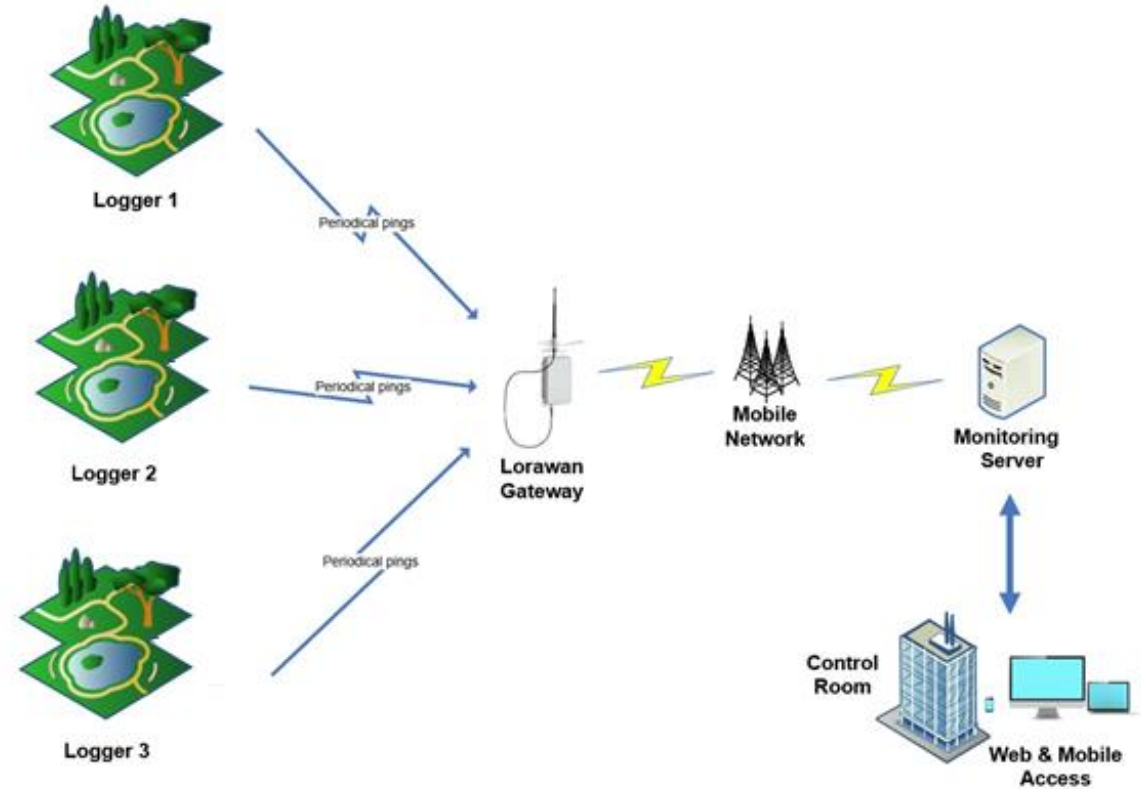 Logger 1
Periodical pings
Logger 2
Periodical pings
Logger 3
Periodical pings
Lorawan
Gateway
Mobile
Network
Monitoring
Server
Control
Room
Web & Mobile
Access